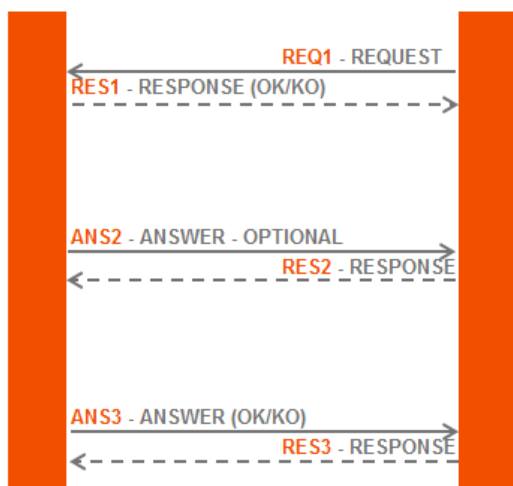 REQ1 - REQUEST
RES1 - RESPONSE (OK/KO)
ANS2 - ANSWER - OPTIONAL
RES2 - RESPONSE
ANS3 - ANSWER (OK/KO)
RES3 - RESPONSE